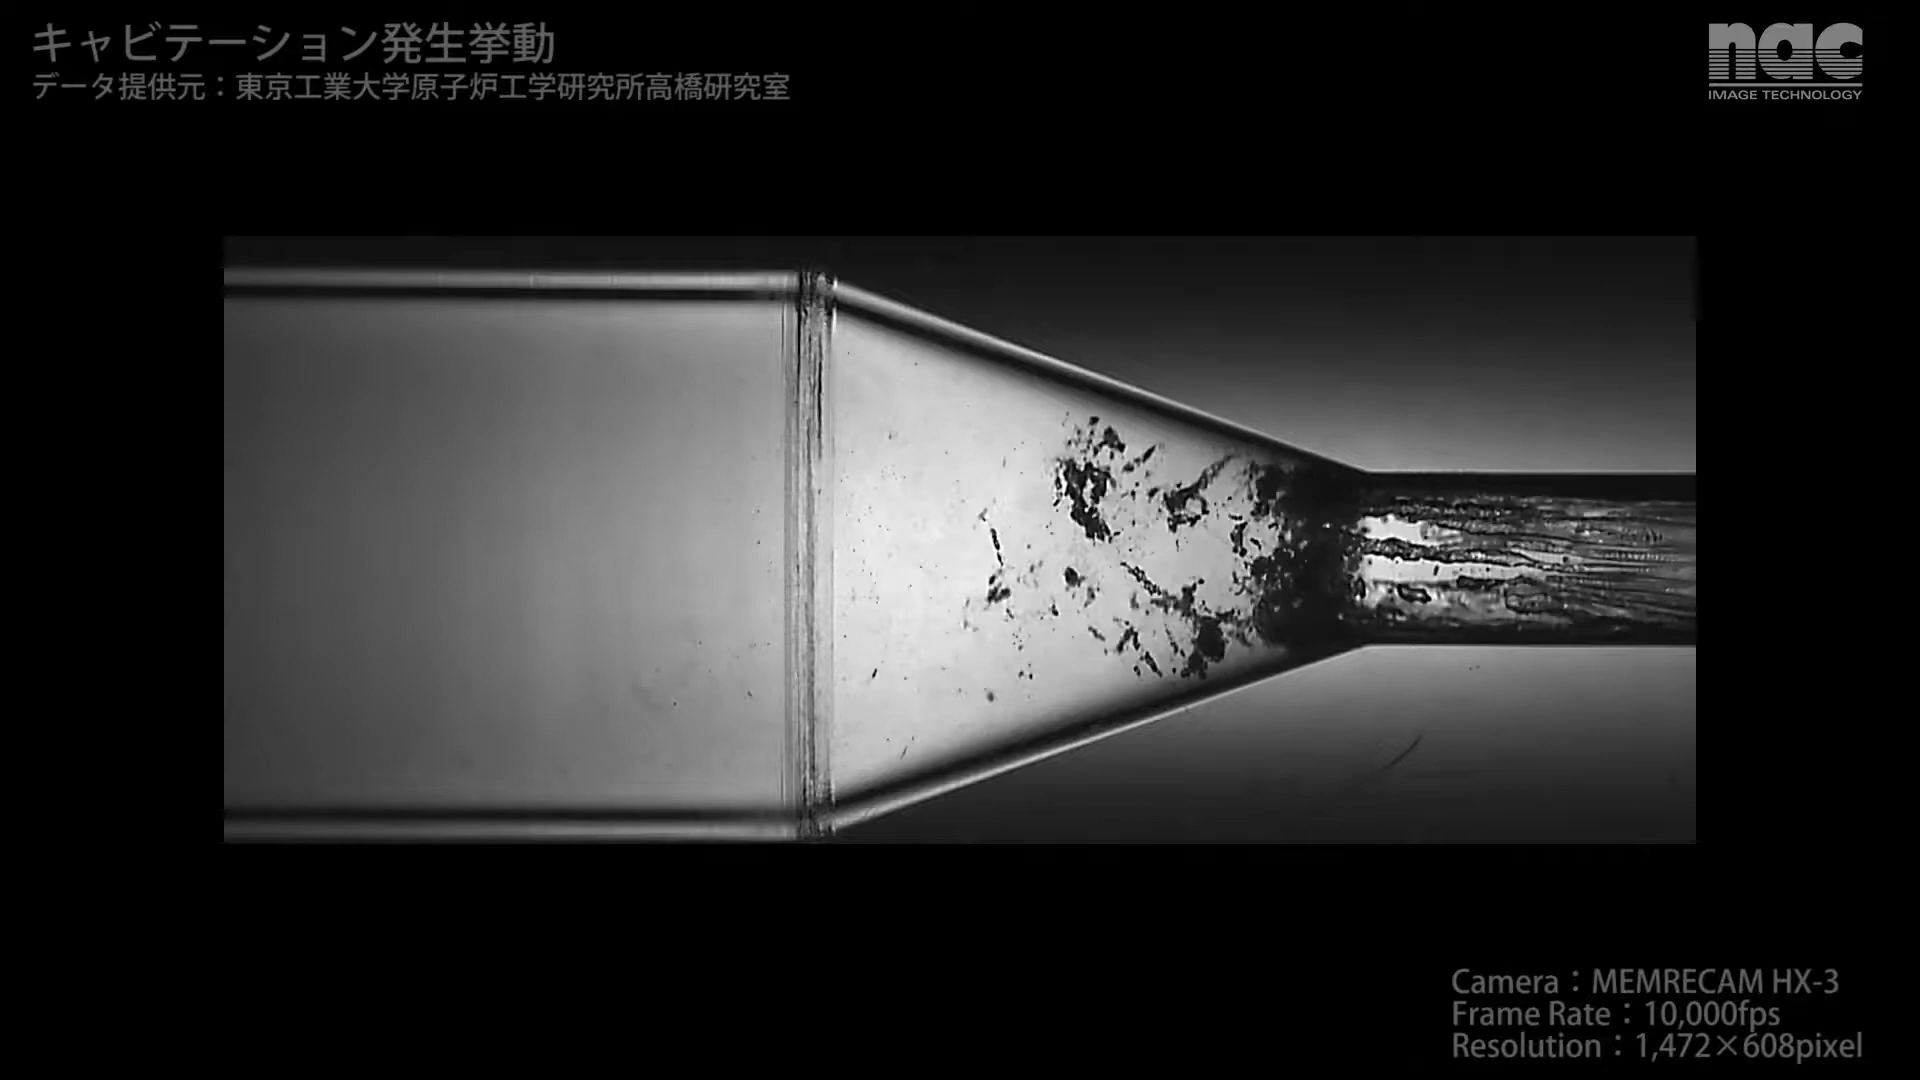 キャビテーション発生挙動
データ提供元：東京工業大学原子炉工学研究所高橋研究室
nac
IMAGE TECHNOLOGY
Camera：MEMRECAM HX-3
Frame Rate：10,000fps
Resolution：1,472×608pixel